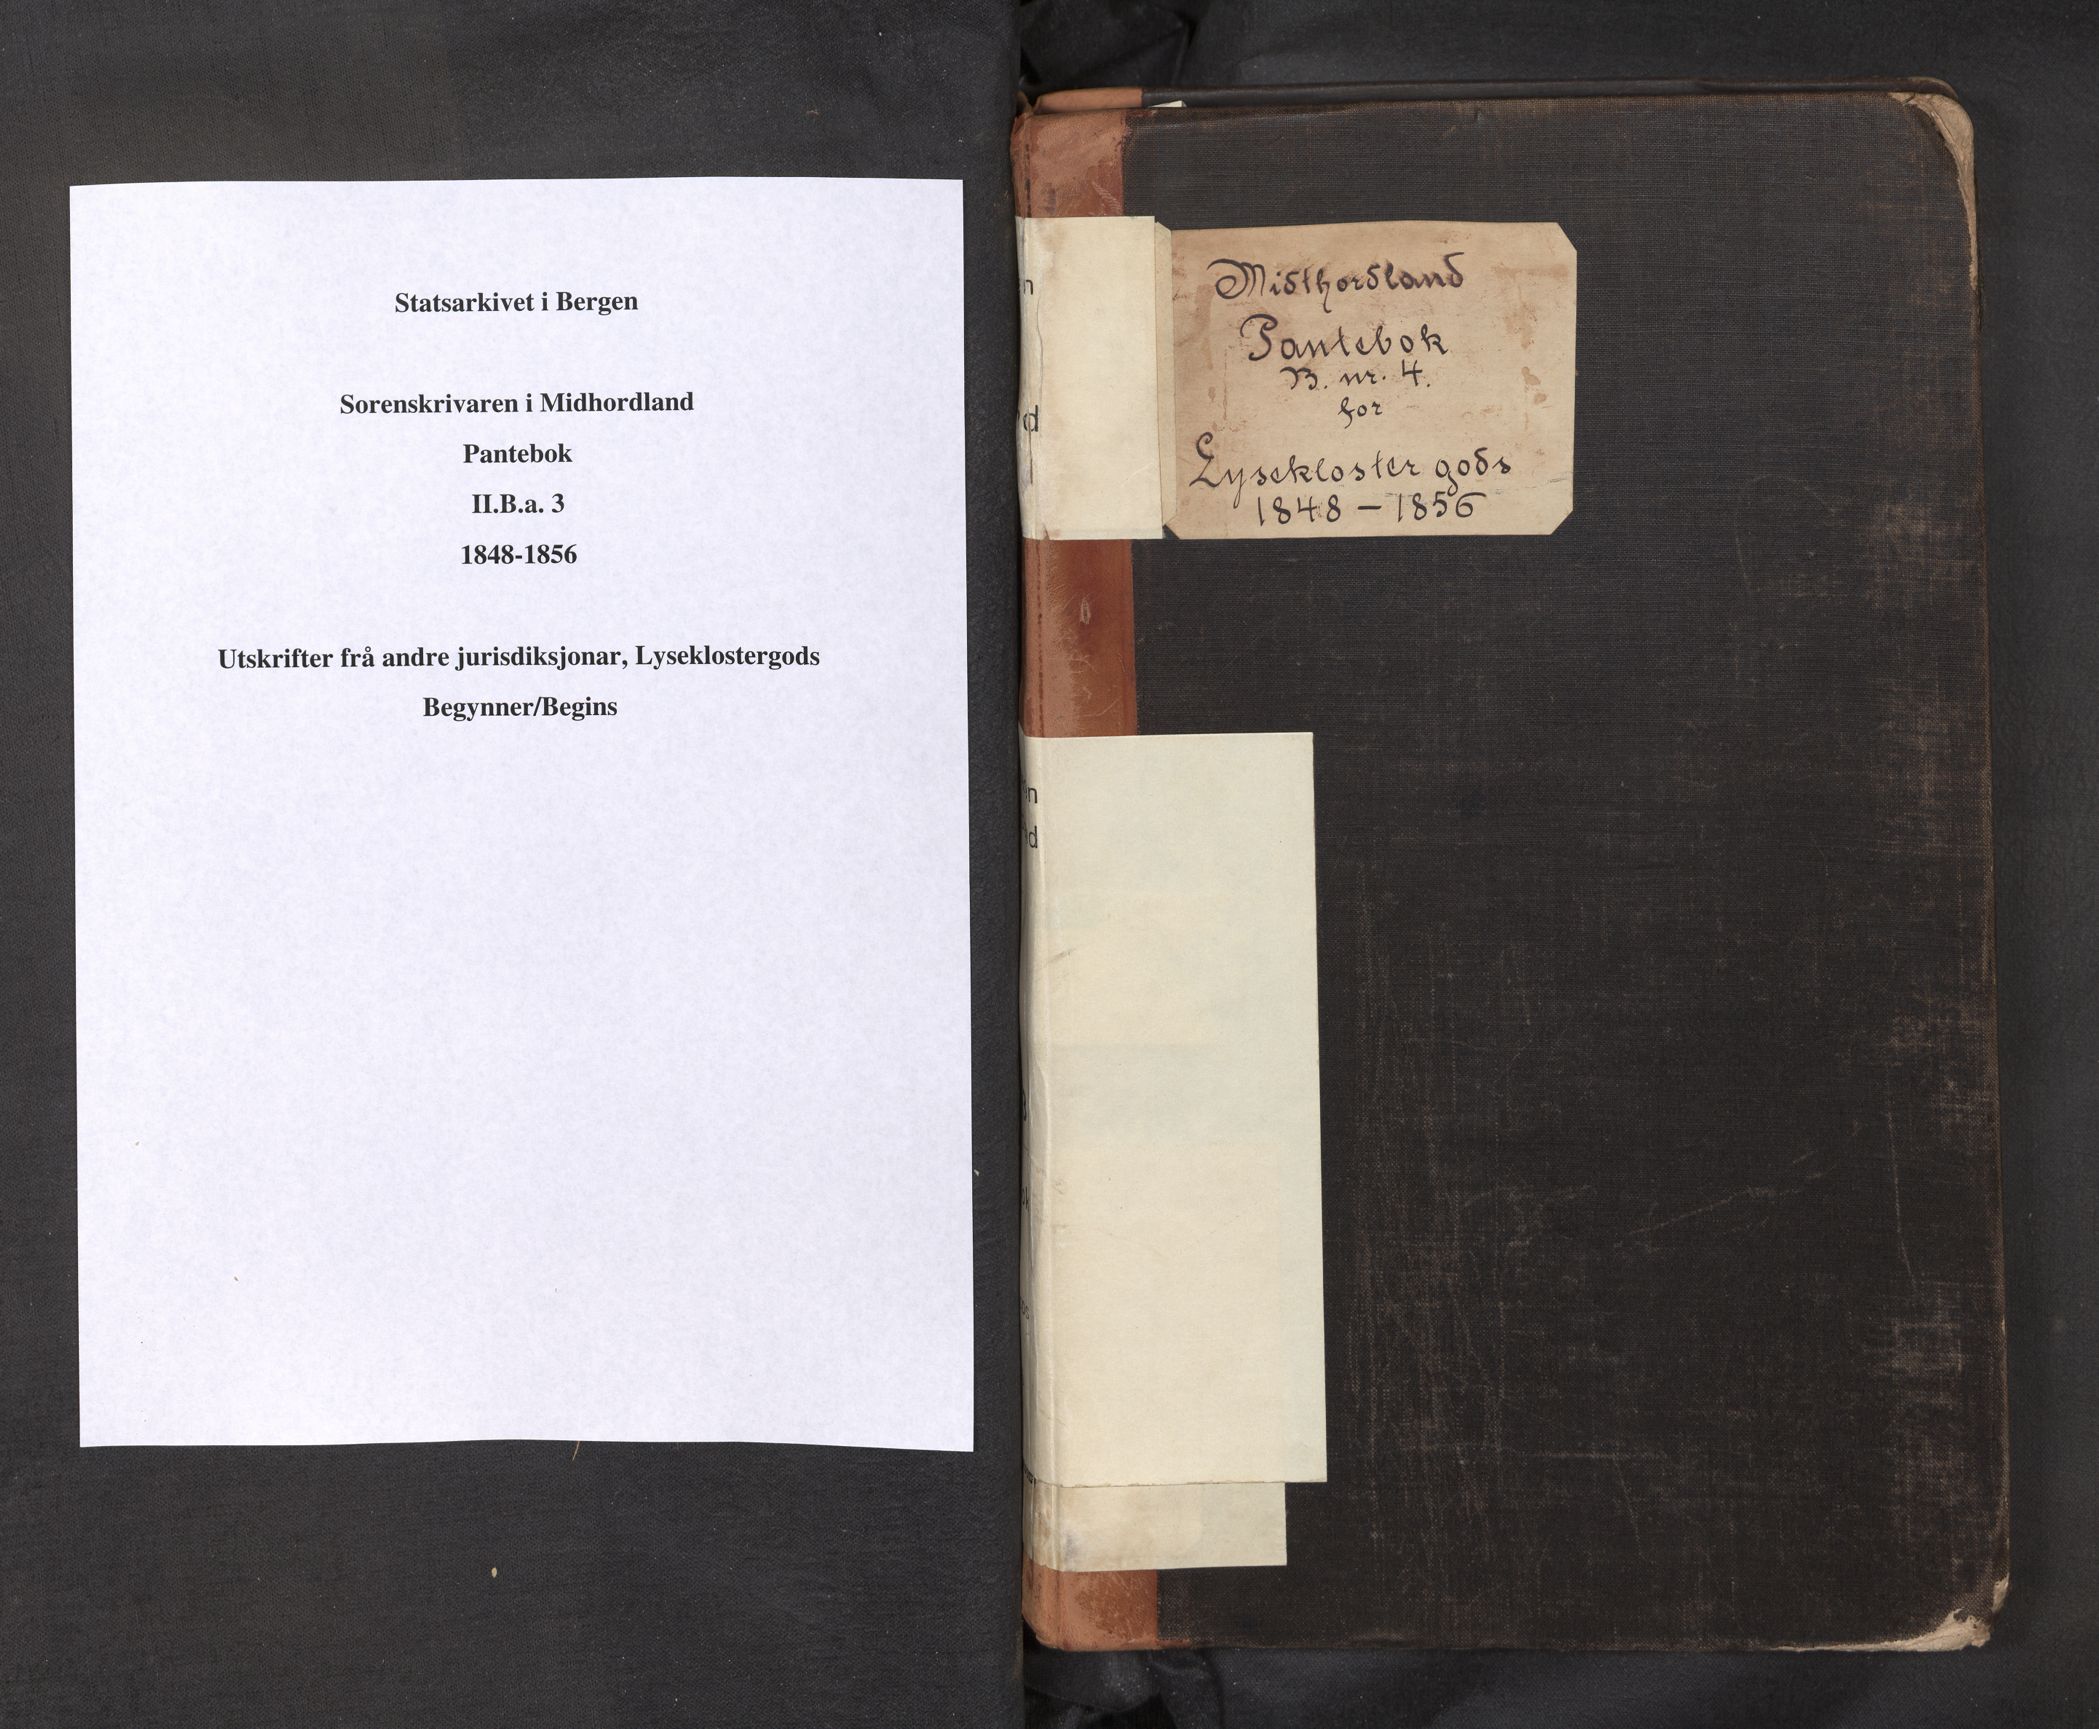 Statsarkivet i Bergen
Sorenskrivaren i Midhordland
Pantebok
II.B.a. 3
1848-1856
Utskrifter frå andre jurisdiksjonar, Lyseklostergods
Begynner/Begins
Midthordland
Pantebok
B. nr. 4.
for
Lysekloster gods
1848 – 1856